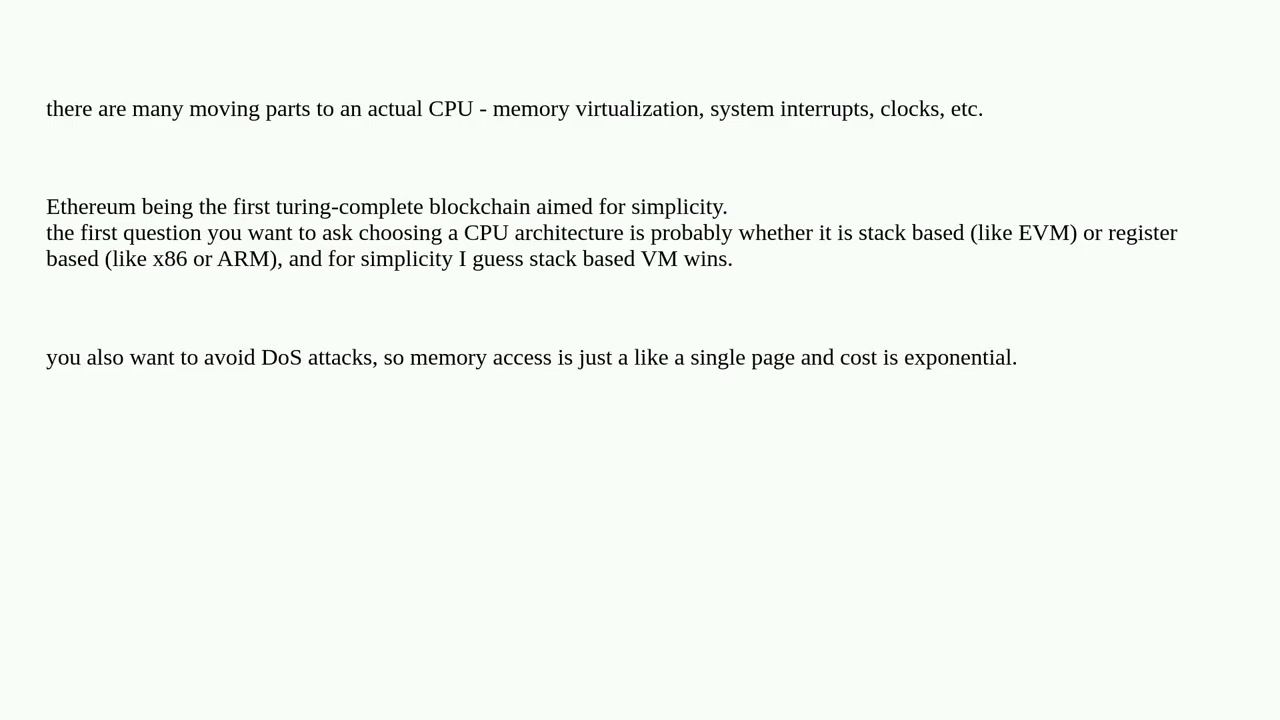 there are many moving parts to an actual CPU - memory virtualization, system interrupts, clocks, etc.
Ethereum being the first turing-complete blockchain aimed for simplicity.
the first question you want to ask choosing a CPU architecture is probably whether it is stack based (like EVM) or register
based (like x86 or ARM), and for simplicity I guess stack based VM wins.
you also want to avoid DoS attacks, so memory access is just a like a single page and cost is exponential.